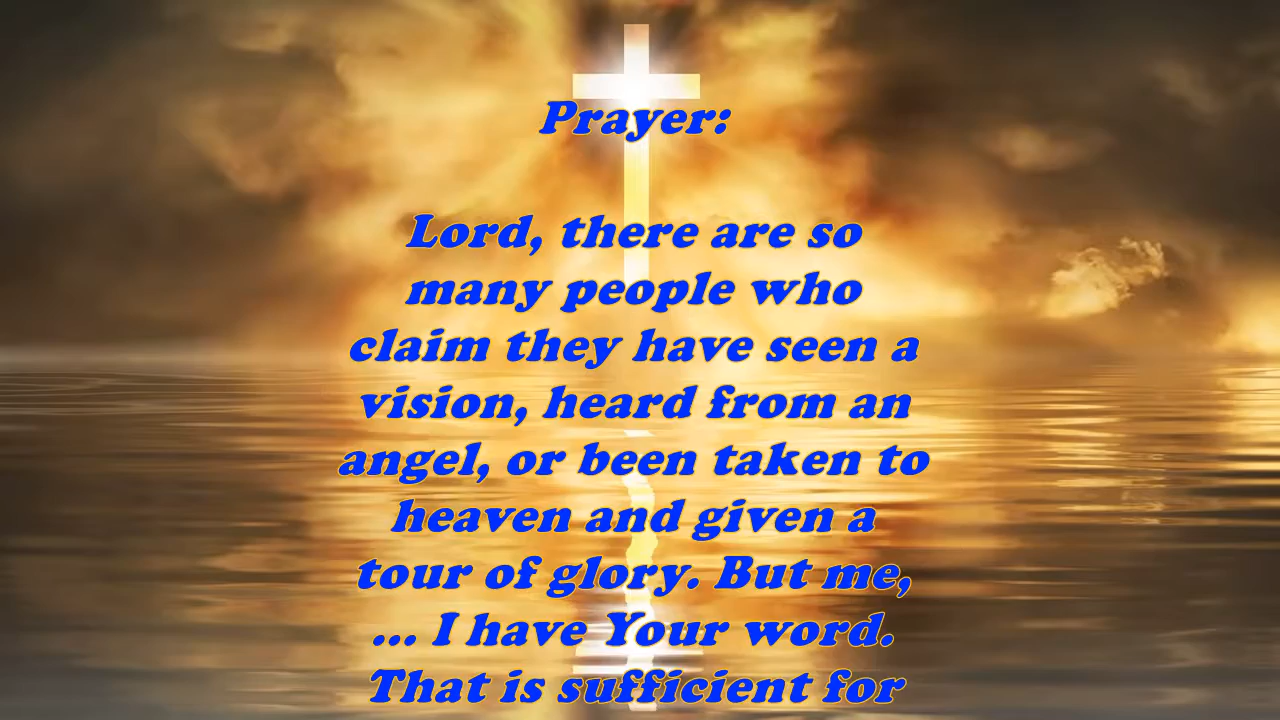 Prayer:
Lord, there are so
many people who
claim they have seen a
vision, heard from an
angel, or been taken to
heaven and given a
tour of glory. But me,
... I have Your word.
That is sufficient for